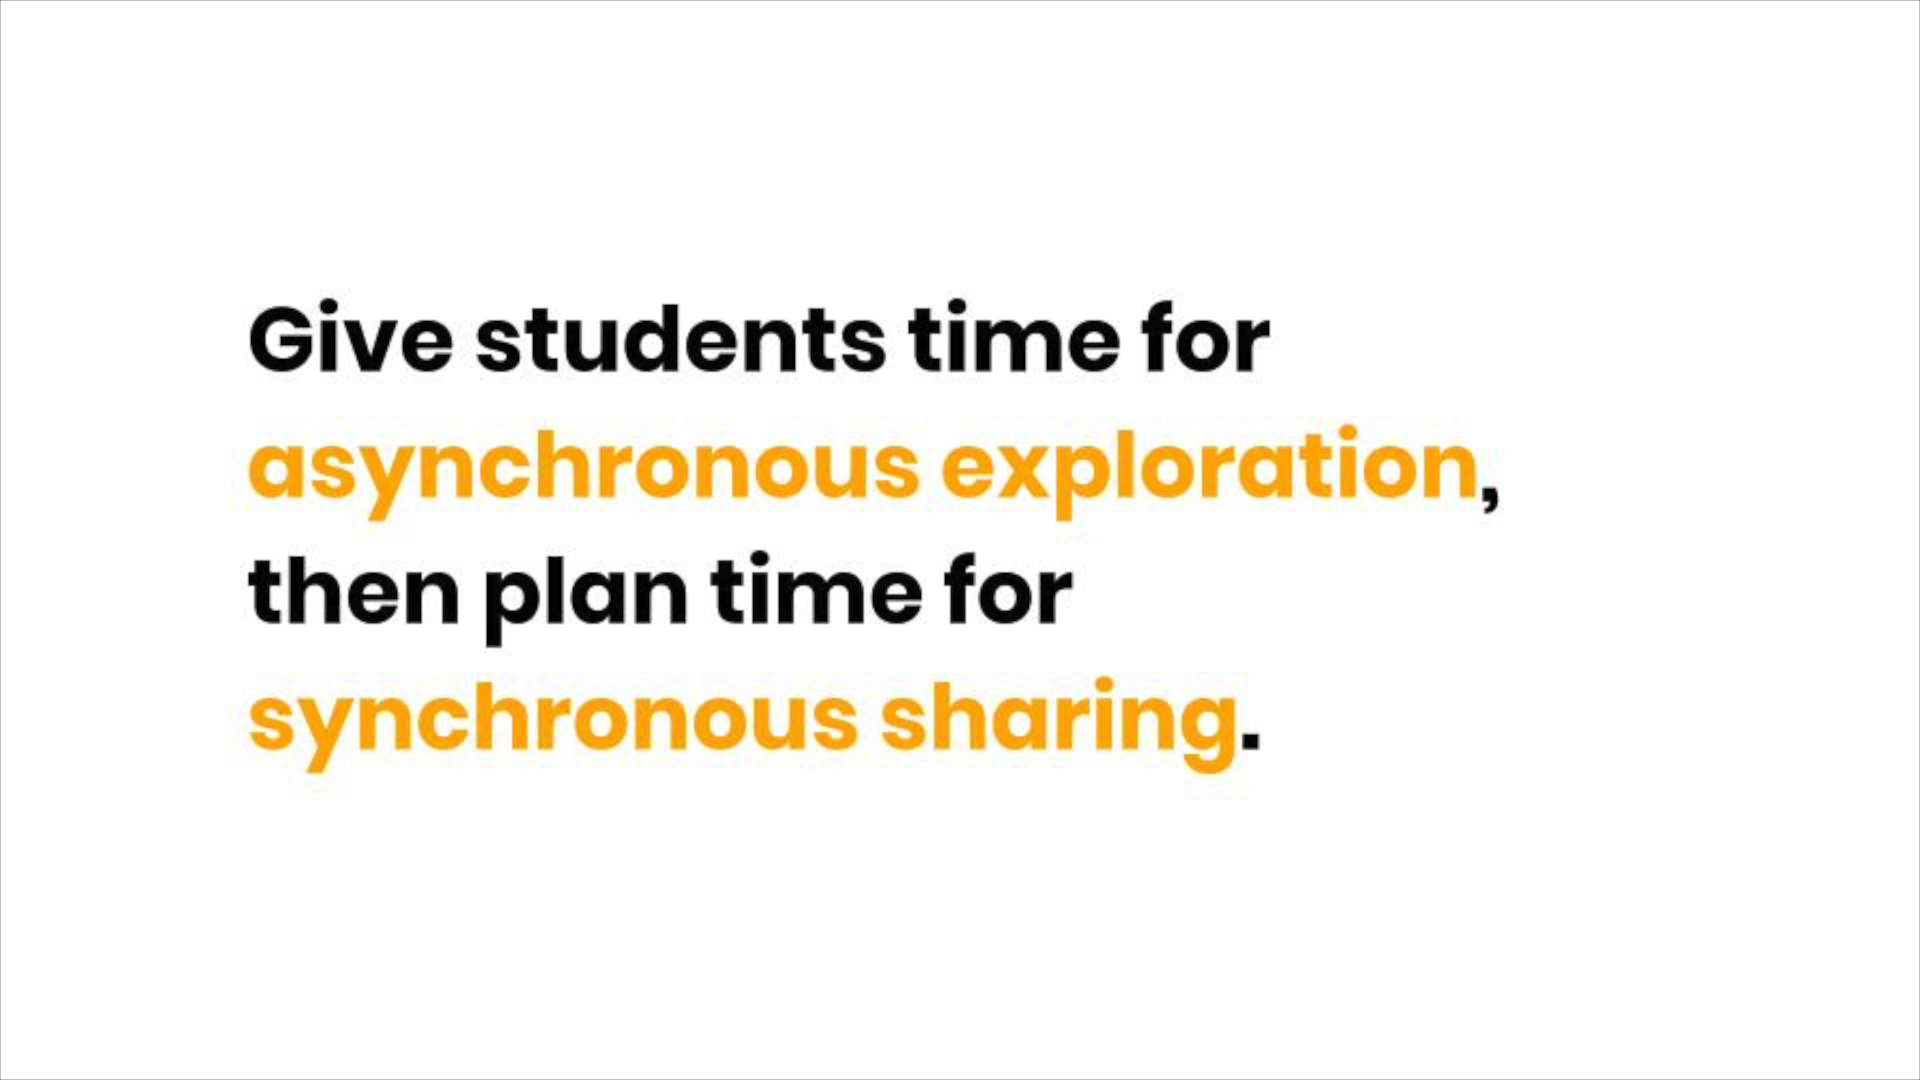 Give students time for
asynchronous exploration,
then plan time for
synchronous sharing.